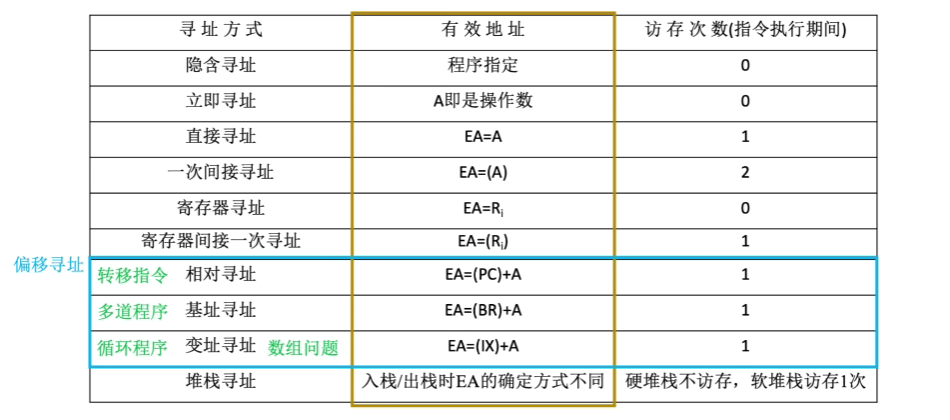 寻址方式 有效地址 访存次数(指令执行期间)
隐含寻址 程序指定 0
立即寻址 A即是操作数 0
直接寻址 EA=A 1
一次间接寻址 EA=(A) 2
寄存器寻址 EA=Ri 0
寄存器间接一次寻址 EA=(Ri) 1
偏移寻址
转移指令 相对寻址 EA=(PC)+A 1
多道程序 基址寻址 EA=(BR)+A 1
循环程序 变址寻址 数组问题 EA=(IX)+A 1
堆栈寻址 入栈/出栈时EA的确定方式不同 硬堆栈不访存，软堆栈访存1次